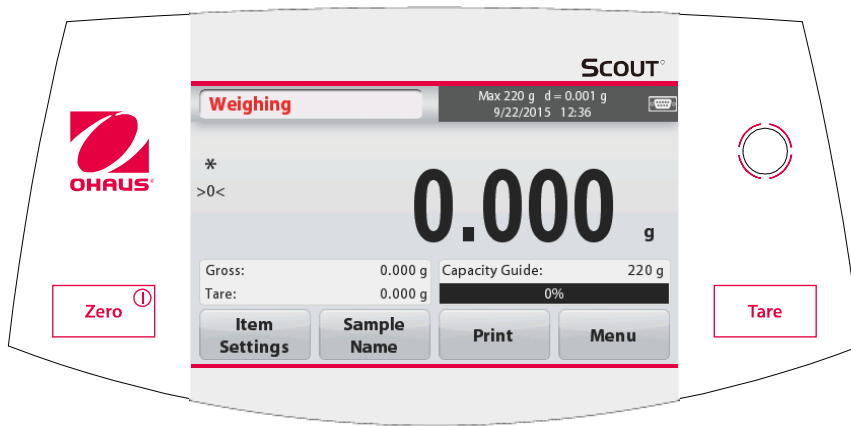 SCOUT
Weighing
Max 220 g d = 0.001 g
9/22/2015 12:36
OHAUS
*
>0<
0.000 g
Gross: 0.000 g
Capacity Guide: 220 g
Tare: 0.000 g
0%
Zero
Tare
Item
Settings
Sample
Name
Print
Menu